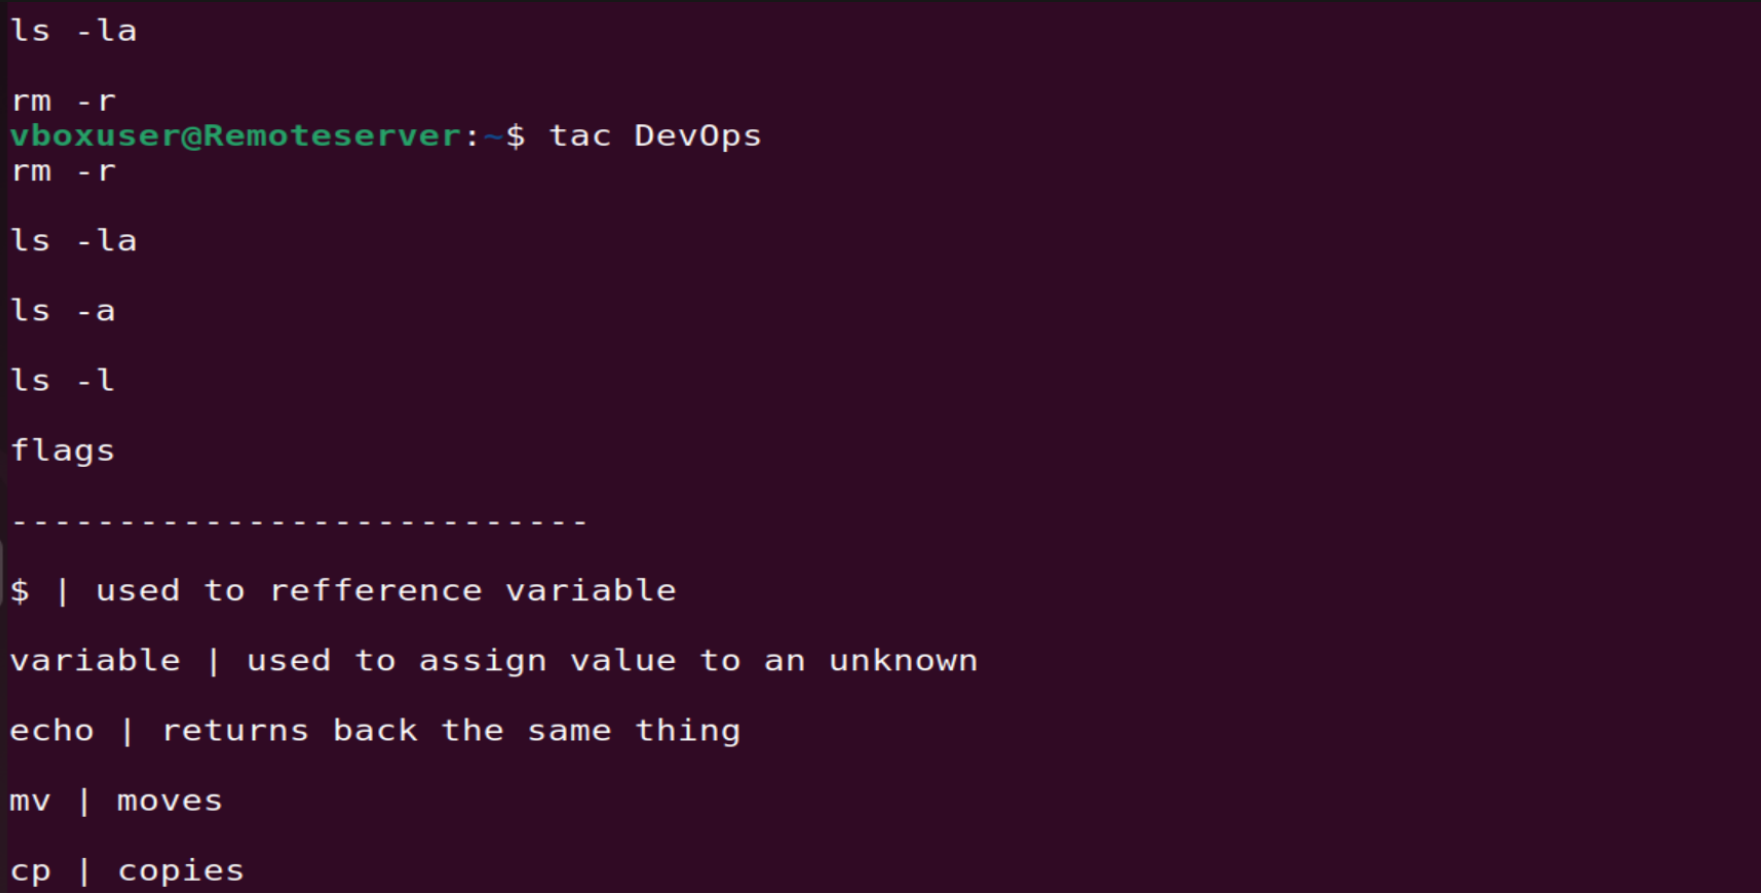 ls -la
rm -r
vboxuser@Remoteserver:~$ tac DevOps
rm -r
ls -la
ls -a
ls -l
flags
---------------------------
$ | used to refference variable
variable | used to assign value to an unknown
echo | returns back the same thing
mv | moves
cp | copies